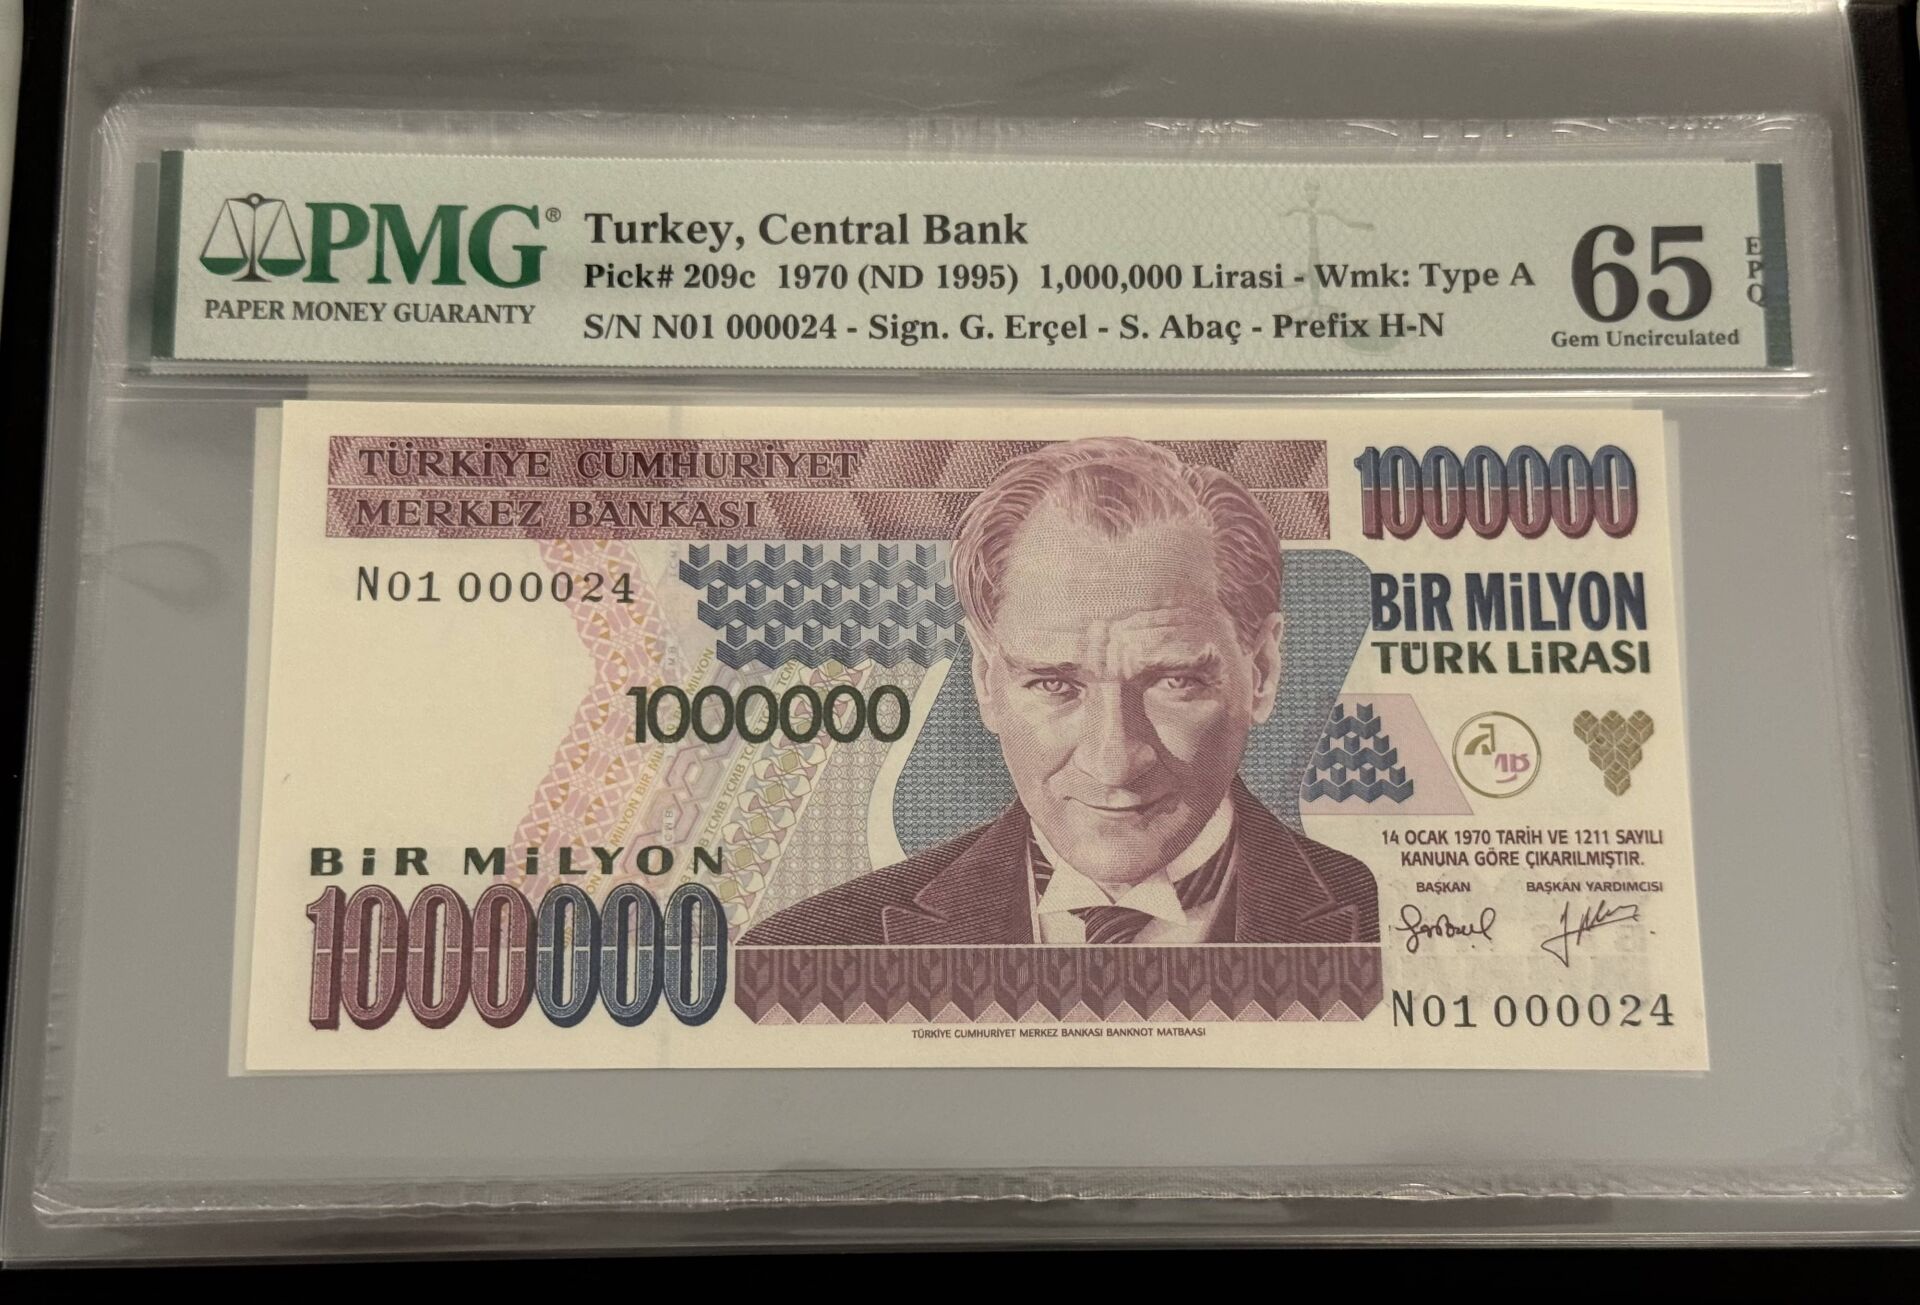 PMG®
PAPER MONEY GUARANTY
Turkey, Central Bank
Pick# 209c 1970 (ND 1995) 1,000,000 Lirasi - Wmk: Type A
S/N N01 000024 - Sign. G. Erçel - S. Abaç - Prefix H-N
65
EPQ
Gem Uncirculated
TÜRKİYE CUMHURİYET
MERKEZ BANKASI
1000000
N01 000024
BİR MİLYON
TÜRK LİRASI
1000000
14 OCAK 1970 TARİH VE 1211 SAYILI
KANUNA GÖRE ÇIKARILMIŞTIR.
BAŞKAN BAŞKAN YARDIMCISI
BİR MİLYON
1000000
N01 000024
TÜRKİYE CUMHURİYET MERKEZ BANKASI BANKNOT MATBAASI